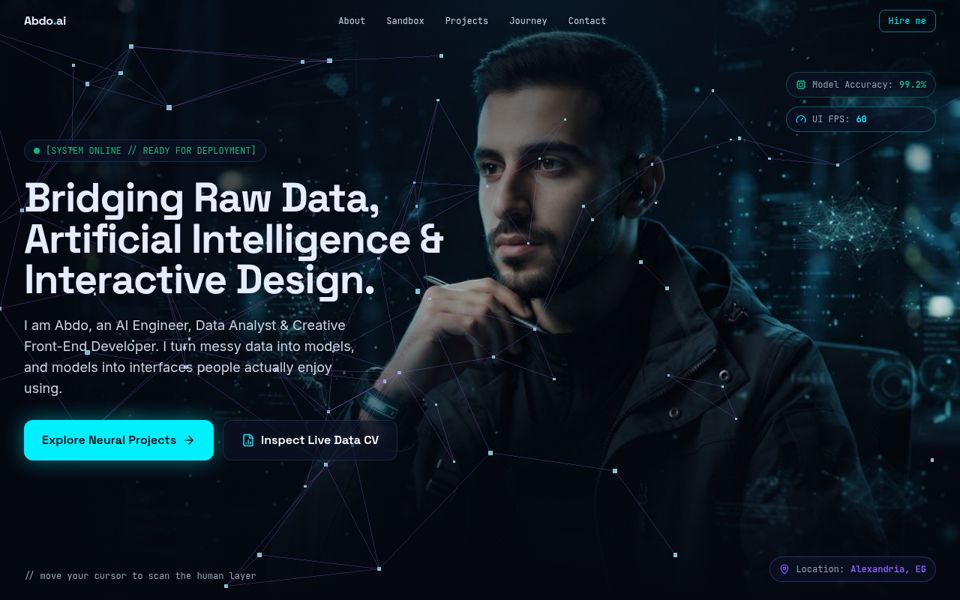 Abdo.ai
About
Sandbox
Projects
Journey
Contact
Hire me
Model Accuracy: 99.2%
UI FPS: 60
[SYSTEM ONLINE // READY FOR DEPLOYMENT]
Bridging Raw Data,
Artificial Intelligence &
Interactive Design.
I am Abdo, an AI Engineer, Data Analyst & Creative
Front-End Developer. I turn messy data into models,
and models into interfaces people actually enjoy
using.
Explore Neural Projects →
Inspect Live Data CV
// move your cursor to scan the human layer
Location: Alexandria, EG